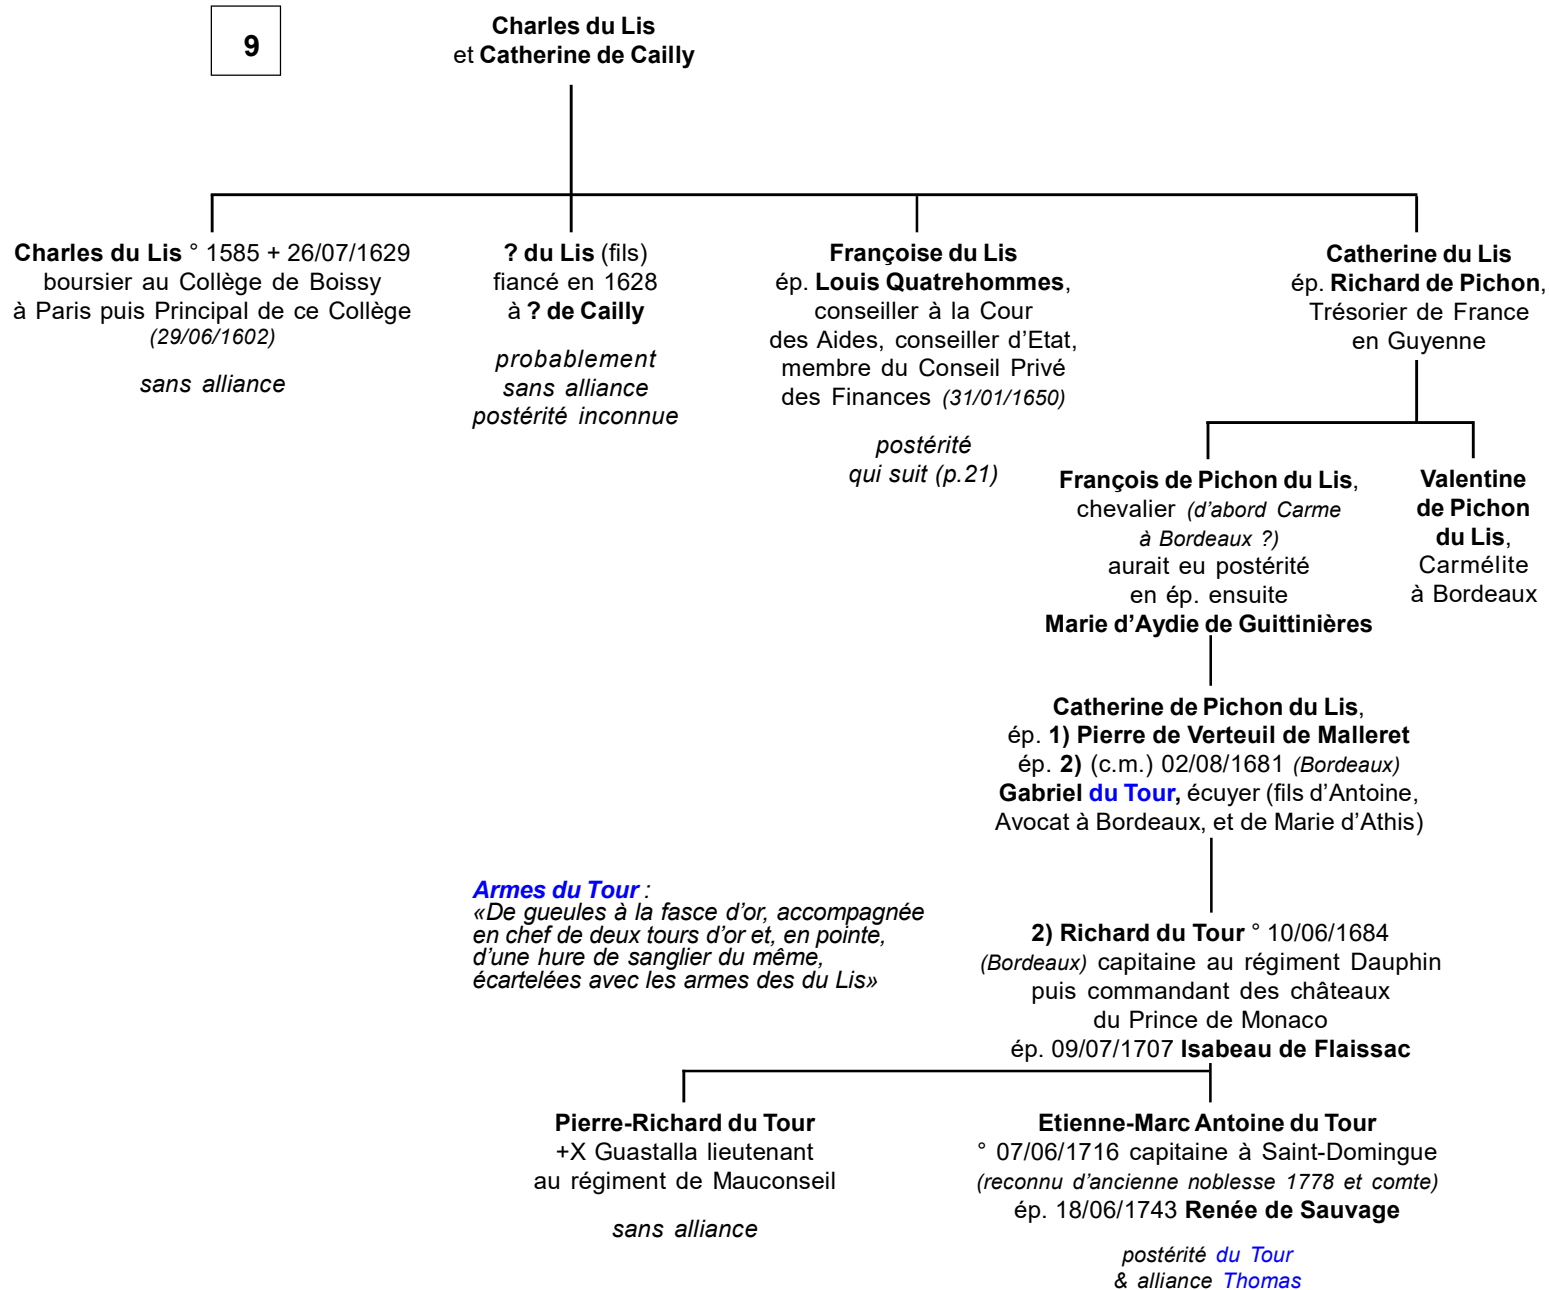 9
Charles du Lis
et Catherine de Cailly
Charles du Lis ° 1585 + 26/07/1629
boursier au Collège de Boissy
à Paris puis Principal de ce Collège
(29/06/1602)
sans alliance
? du Lis (fils)
fiancé en 1628
à ? de Cailly
probablement
sans alliance
postérité inconnue
Françoise du Lis
ép. Louis Quatrehommes,
conseiller à la Cour
des Aides, conseiller d’Etat,
membre du Conseil Privé
des Finances (31/01/1650)
postérité
qui suit (p.21)
Catherine du Lis
ép. Richard de Pichon,
Trésorier de France
en Guyenne
François de Pichon du Lis,
chevalier (d’abord Carme
à Bordeaux ?)
aurait eu postérité
en ép. ensuite
Marie d’Aydie de Guittinières
Valentine
de Pichon
du Lis,
Carmélite
à Bordeaux
Catherine de Pichon du Lis,
ép. 1) Pierre de Verteuil de Malleret
ép. 2) (c.m.) 02/08/1681 (Bordeaux)
Gabriel du Tour, écuyer (fils d’Antoine,
Avocat à Bordeaux, et de Marie d’Athis)
Armes du Tour :
«De gueules à la fasce d’or, accompagnée
en chef de deux tours d’or et, en pointe,
d’une hure de sanglier du même,
écartelées avec les armes des du Lis»
2) Richard du Tour ° 10/06/1684
(Bordeaux) capitaine au régiment Dauphin
puis commandant des châteaux
du Prince de Monaco
ép. 09/07/1707 Isabeau de Flaissac
Pierre-Richard du Tour
+X Guastalla lieutenant
au régiment de Mauconseil
sans alliance
Etienne-Marc Antoine du Tour
° 07/06/1716 capitaine à Saint-Domingue
(reconnu d’ancienne noblesse 1778 et comte)
ép. 18/06/1743 Renée de Sauvage
postérité du Tour
& alliance Thomas